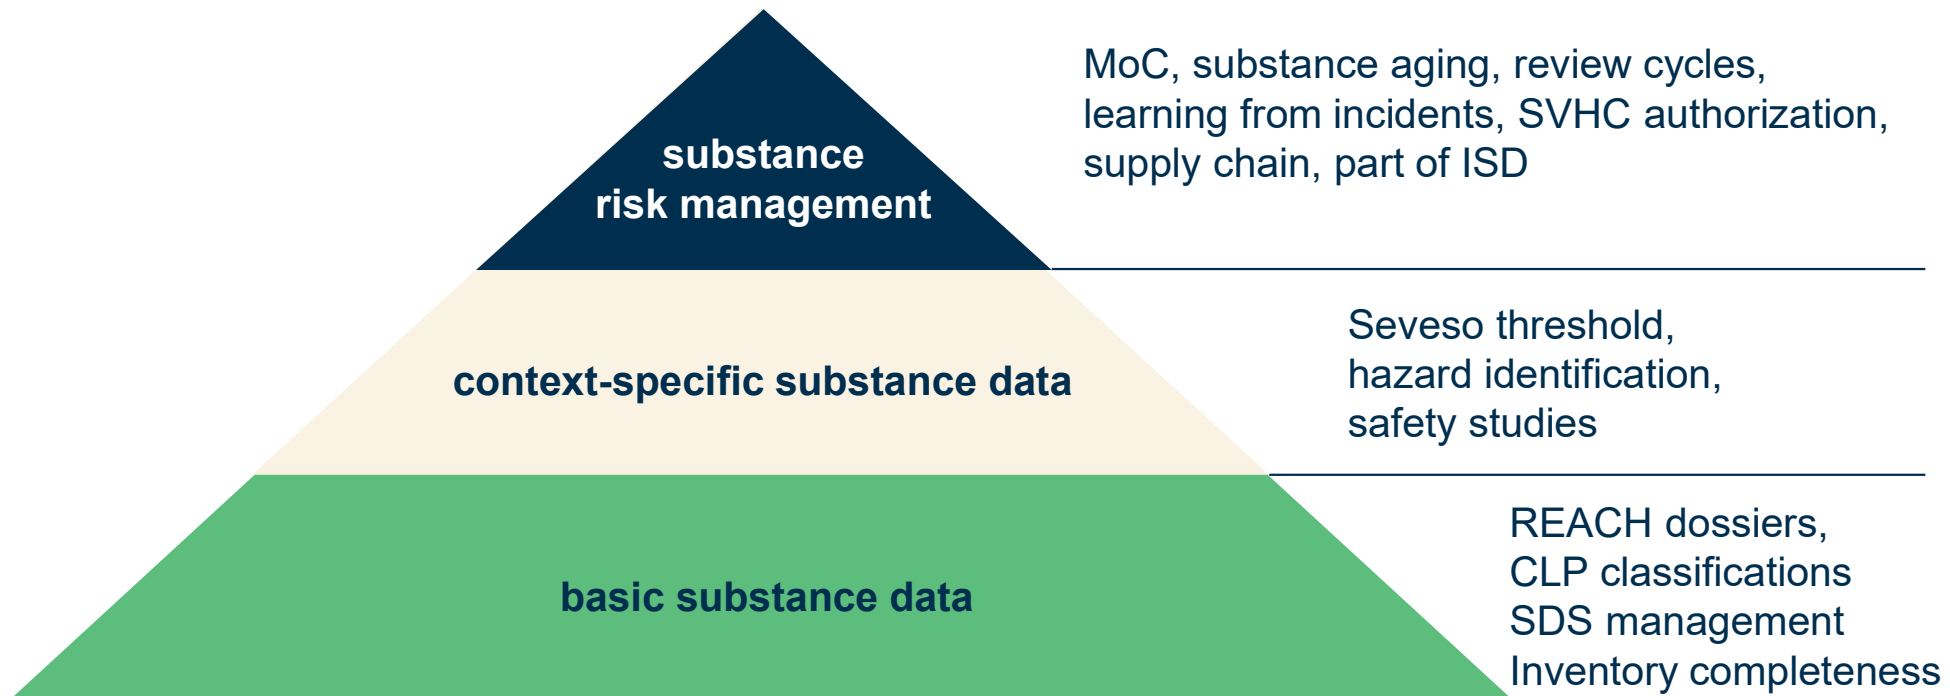 substance
risk management
MoC, substance aging, review cycles,
learning from incidents, SVHC authorization,
supply chain, part of ISD
context-specific substance data
Seveso threshold,
hazard identification,
safety studies
basic substance data
REACH dossiers,
CLP classifications
SDS management
Inventory completeness